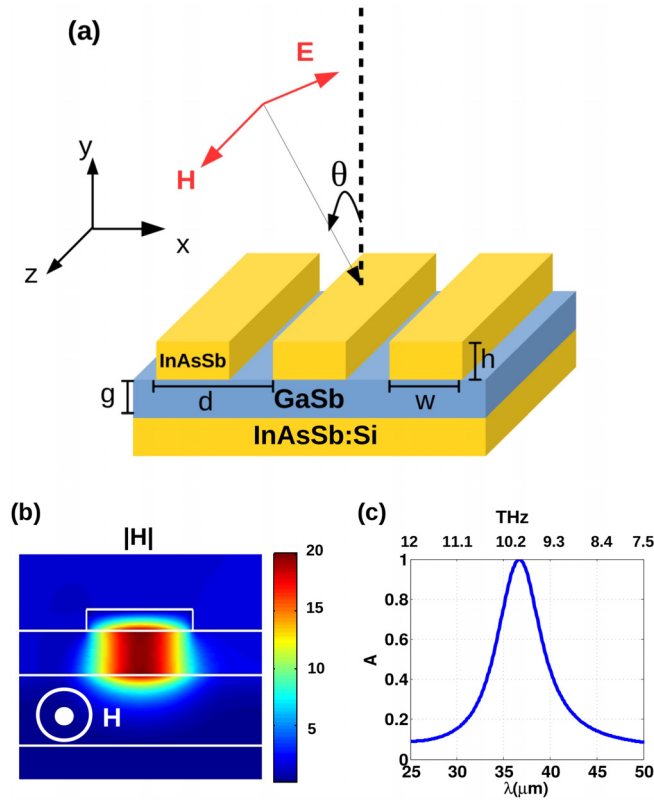 (a)
E
H
θ
y
x
z
InAsSb
h
g
d
GaSb
w
InAsSb:Si
(b)
|H|
20
15
10
5
H
(c)
THz
12 11.1 10.2 9.3 8.4 7.5
1
0.8
0.6
0.4
0.2
0
A
25 30 35 40 45 50
λ(μm)